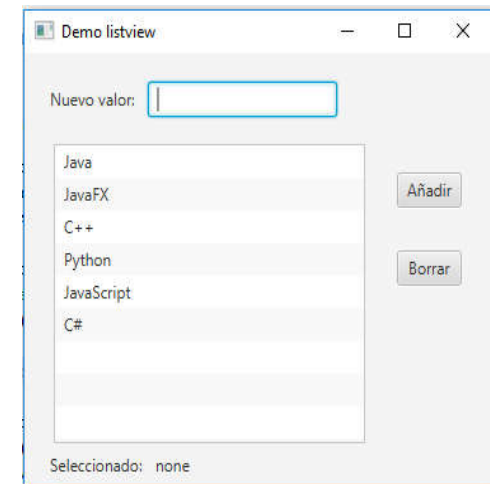 Demo listview
Nuevo valor:
Java
JavaFX
C++
Python
JavaScript
C#
Añadir
Borrar
Seleccionado: none